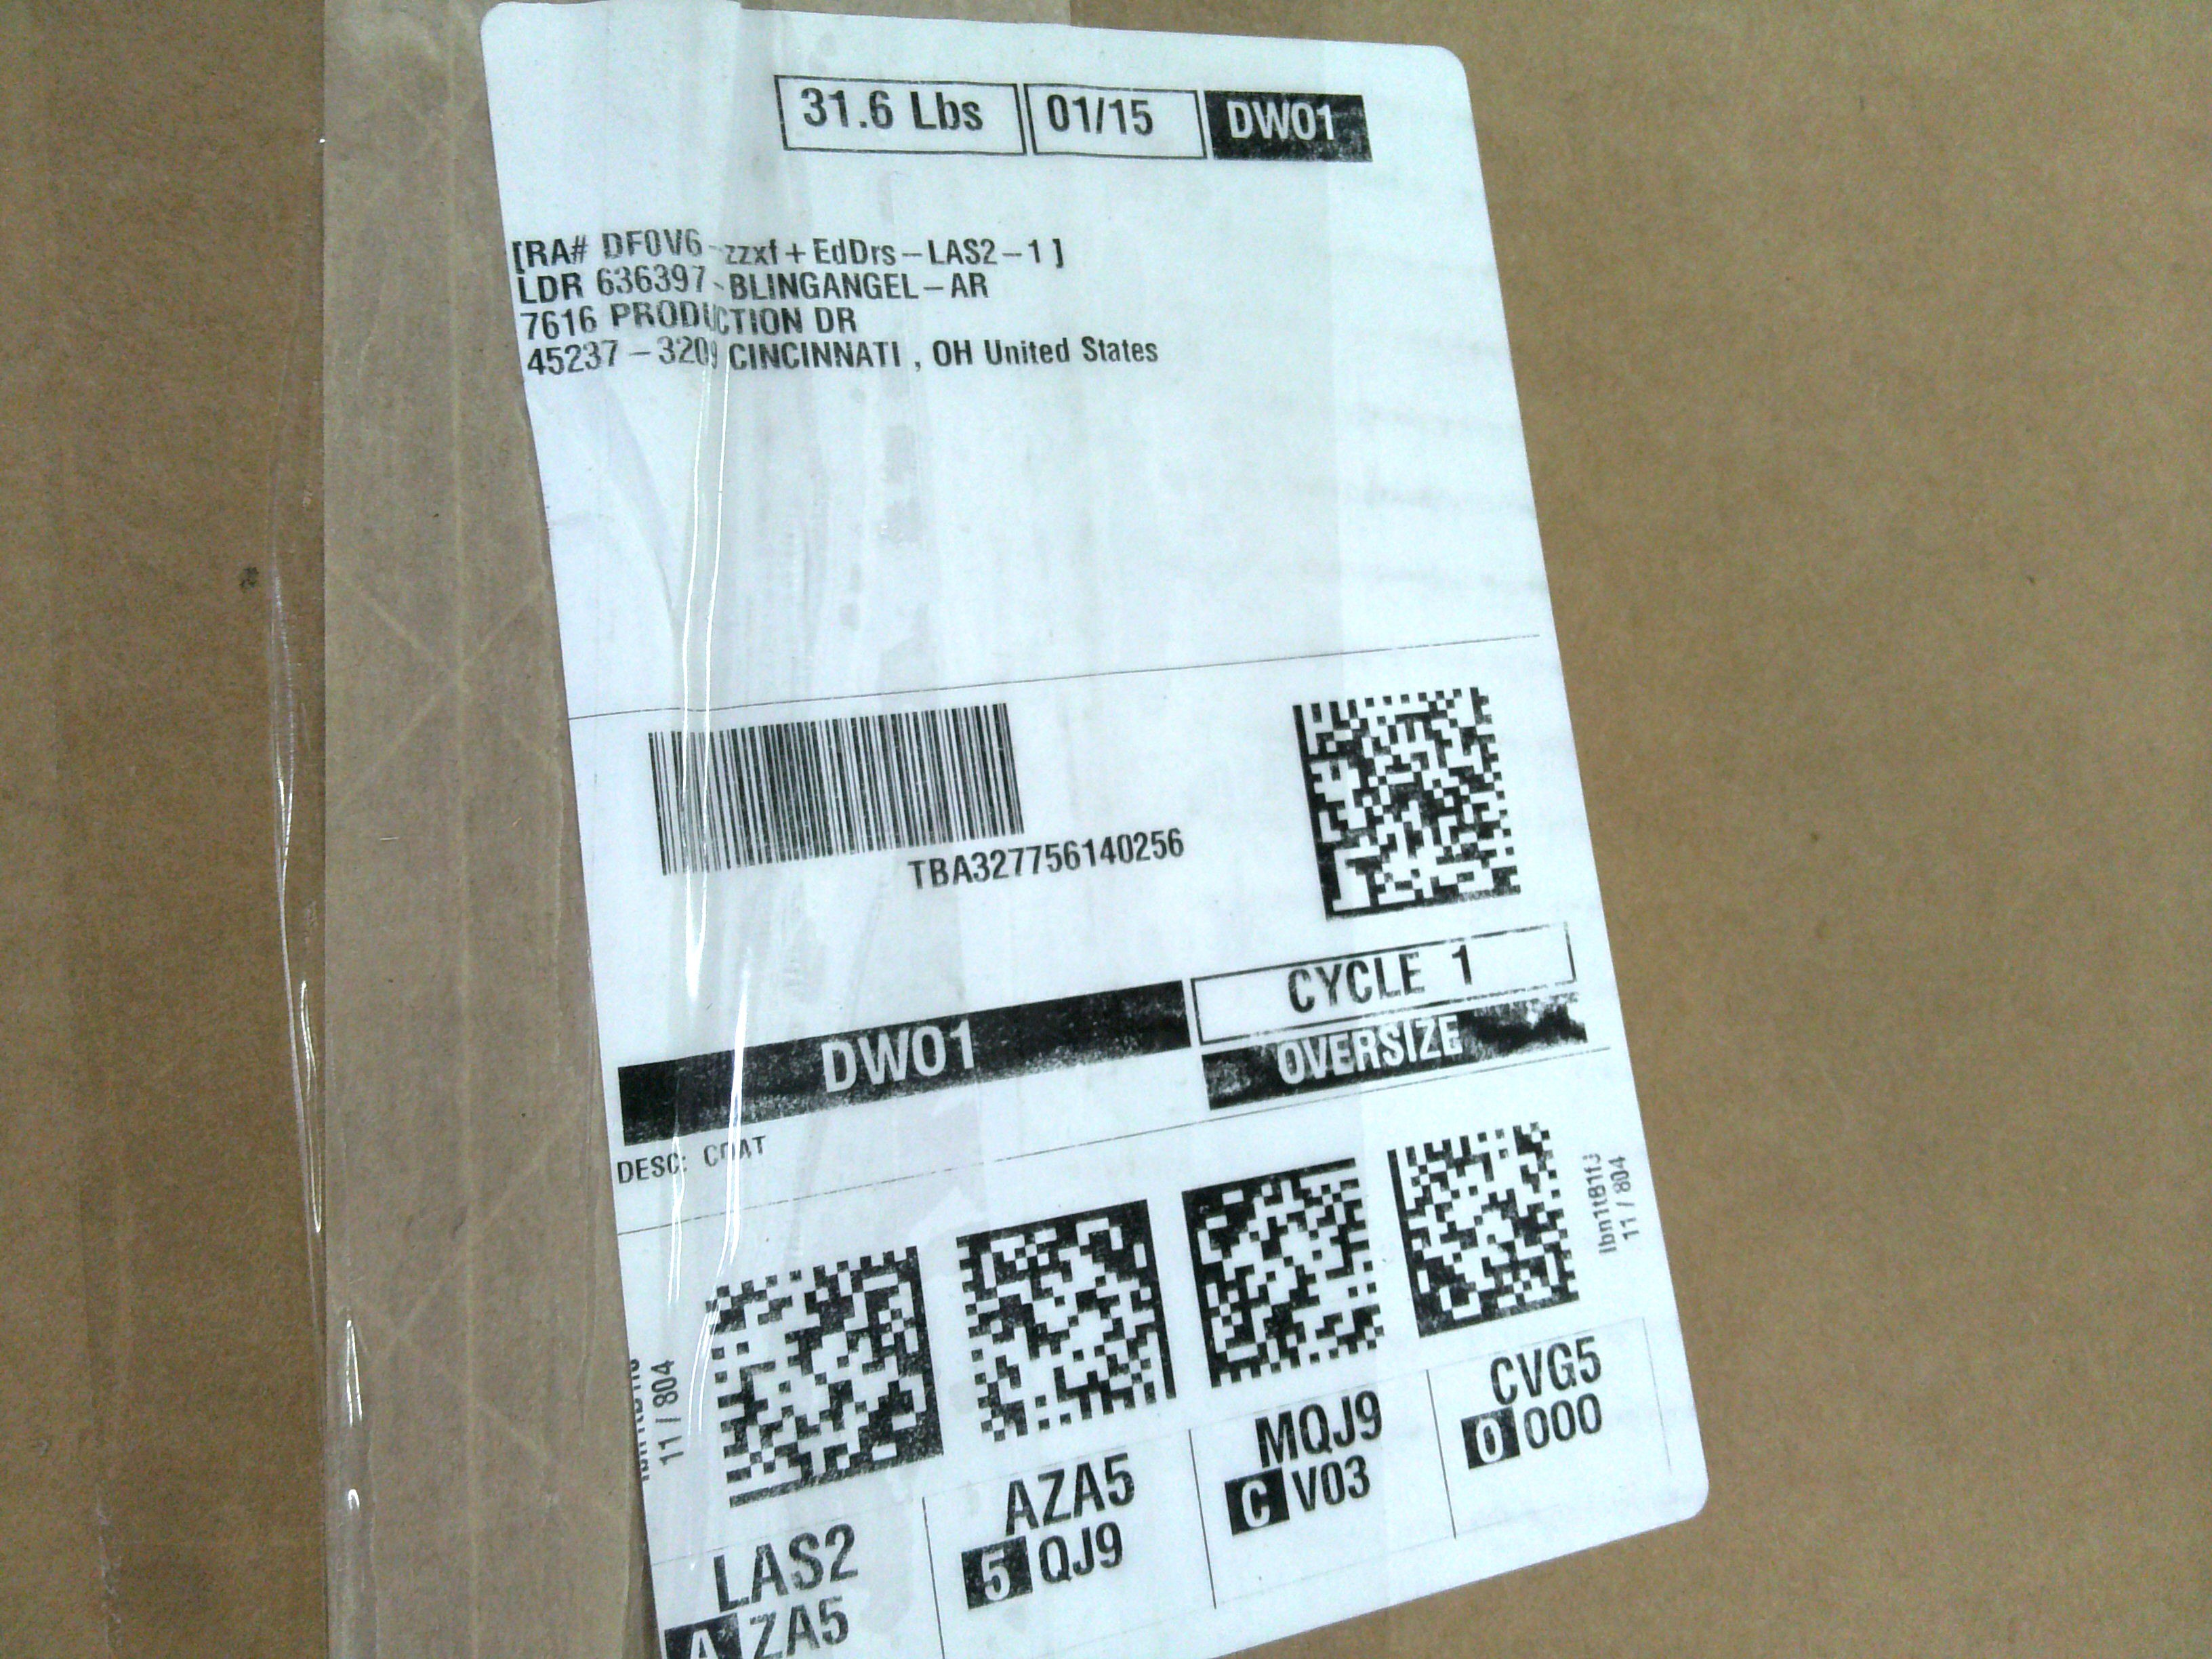 31.6 Lbs 01/15 DWO1
[RA# DF0V6-zzxf+EdDrs-LAS2-1 ]
LDR 636397-BLINGANGEL-AR
7616 PRODUCTION DR
45237-3209 CINCINNATI , OH United States
TBA327756140256
CYCLE 1
DWO1 OVERSIZE
DESC: COAT
11 / 804
11 / 804
LAS2
A ZA5
AZA5
5 QJ9
MQJ9
C V03
CVG5
0 000